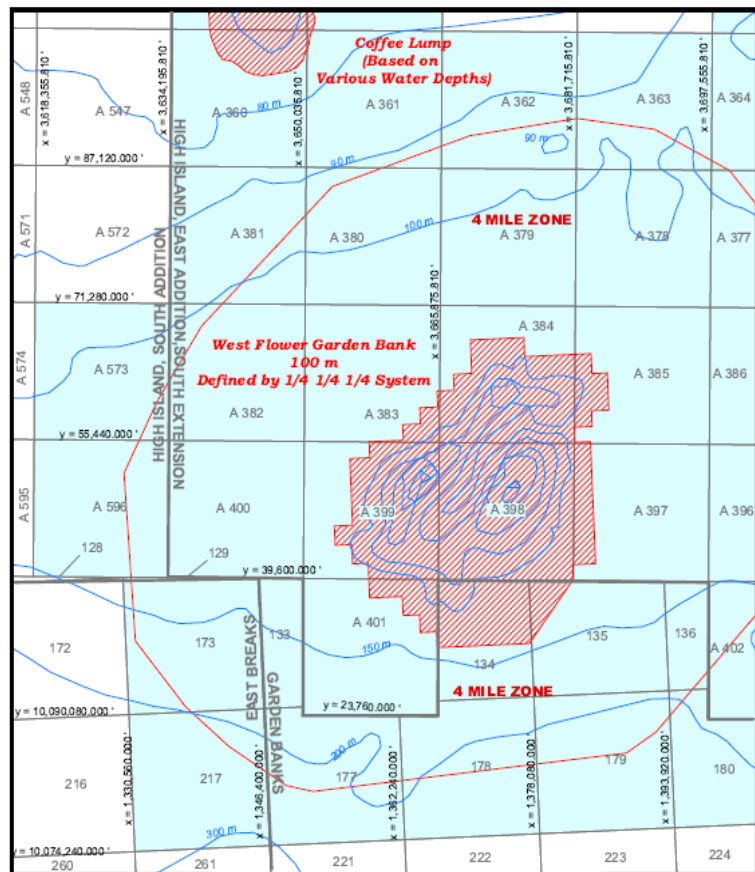 Coffee Lump
(Based on
Various Water Depths)
A 548
x = 3,618,355.810 '
A 547
x = 3,634,195.810 '
A 360
80 m
x = 3,650,035.810 '
A 361
A 362
x = 3,681,715.810 '
A 363
x = 3,697,555.810 '
A 364
y = 87,120.000 '
90 m
90 m
HIGH ISLAND, EAST ADDITION,SOUTH EXTENSION
HIGH ISLAND, SOUTH ADDITION
A 571
A 572
A 381
A 380
100 m
4 MILE ZONE
A 379
A 378
A 377
y = 71,280.000 '
x = 3,665,875.810 '
A 384
West Flower Garden Bank
100 m
Defined by 1/4 1/4 1/4 System
A 574
A 573
A 382
A 383
A 385
A 386
y = 55,440.000 '
A 595
A 596
A 400
A 399
A 398
A 397
A 396
128
129
y = 39,600.000 '
172
173
133
A 401
150 m
134
135
136
A 402
EAST BREAKS
GARDEN BANKS
4 MILE ZONE
y = 23,760.000 '
y = 10,090,080.000 '
x = 1,330,560.000 '
x = 1,346,400.000 '
x = 1,362,240.000 '
x = 1,378,080.000 '
x = 1,393,920.000 '
200 m
216
217
177
178
179
180
300 m
y = 10,074,240.000 '
260
261
221
222
223
224